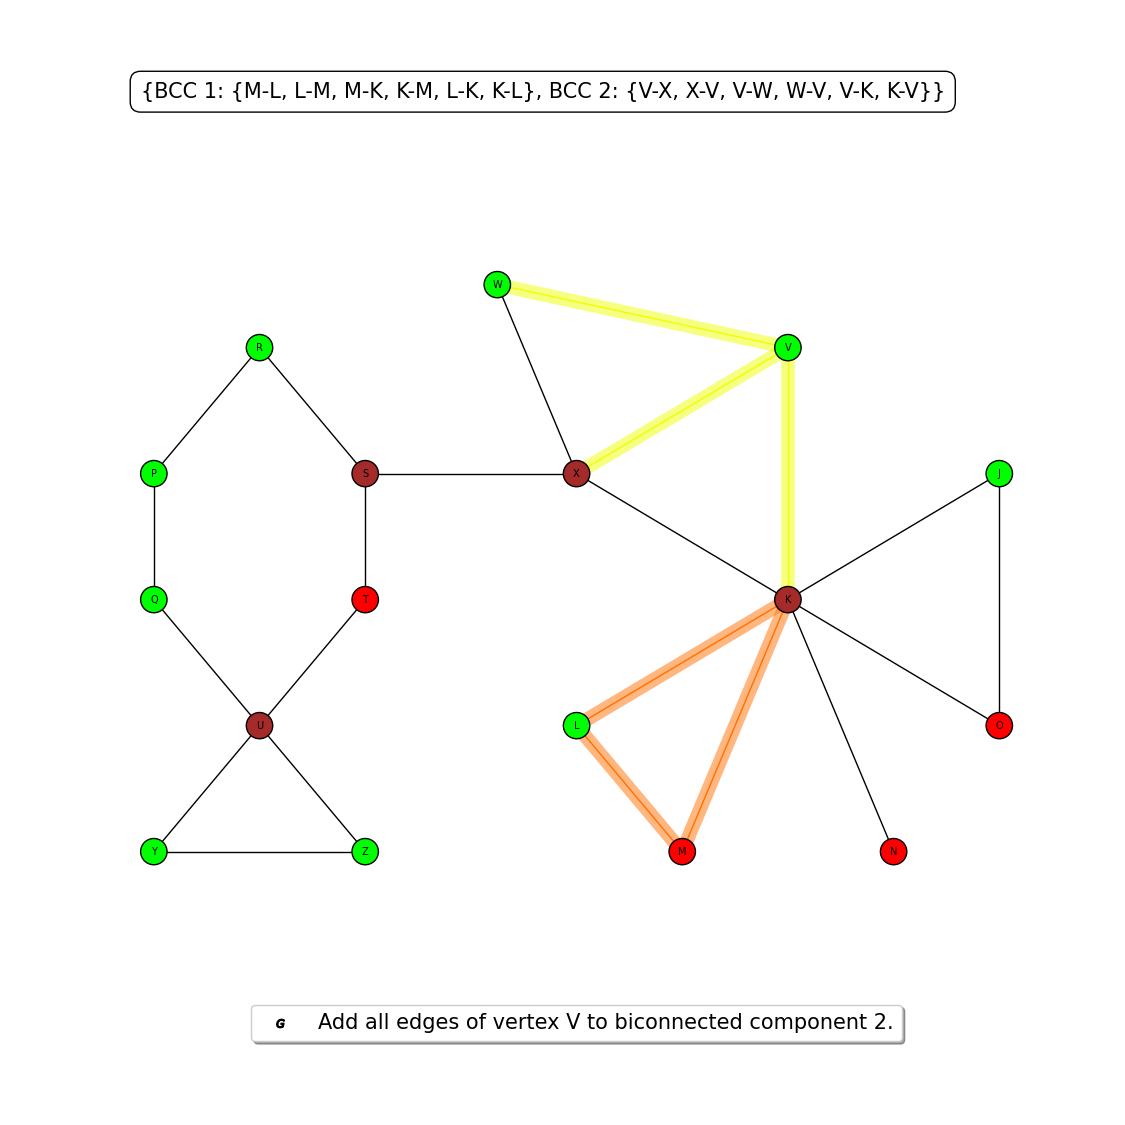 {BCC 1: {M-L, L-M, M-K, K-M, L-K, K-L}, BCC 2: {V-X, X-V, V-W, W-V, V-K, K-V}}
W
R
V
P
S
X
J
Q
T
K
U
L
O
Y
Z
M
N
G Add all edges of vertex V to biconnected component 2.